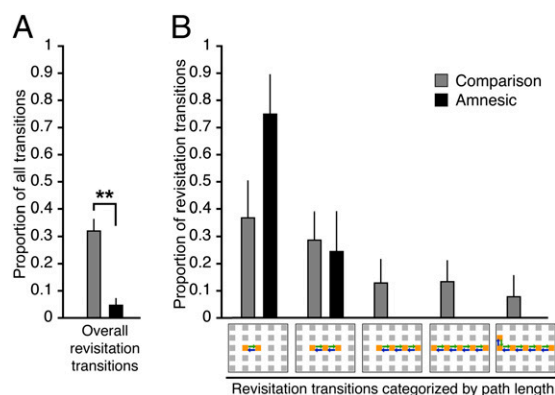 A
B
Proportion of all transitions
1
0.9
0.8
0.7
0.6
0.5
0.4
0.3
0.2
0.1
0
**
Overall
revisitation
transitions
Proportion of revisitation transitions
1
0.9
0.8
0.7
0.6
0.5
0.4
0.3
0.2
0.1
0
Comparison
Amnesic
Revisitation transitions categorized by path length